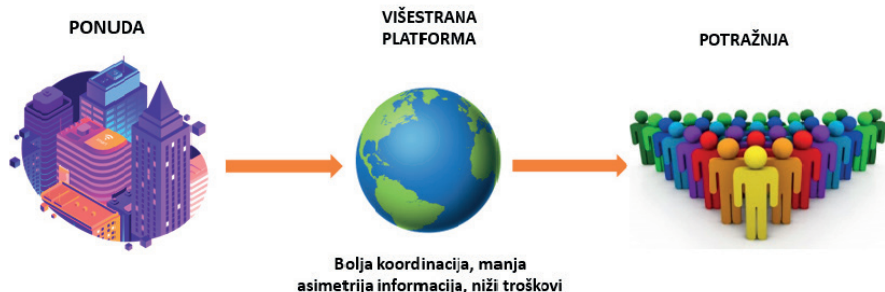 PONUDA
VIŠESTRANA
PLATFORMA
POTRAŽNJA
Bolja koordinacija, manja
asimetrija informacija, niži troškovi